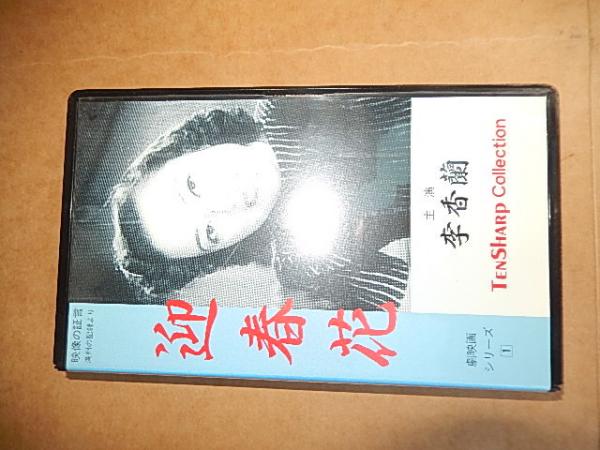 映像の証言
満州の記録より
迎春花
劇映画
シリーズ 1
主演
李香蘭
TENSHARP Collection